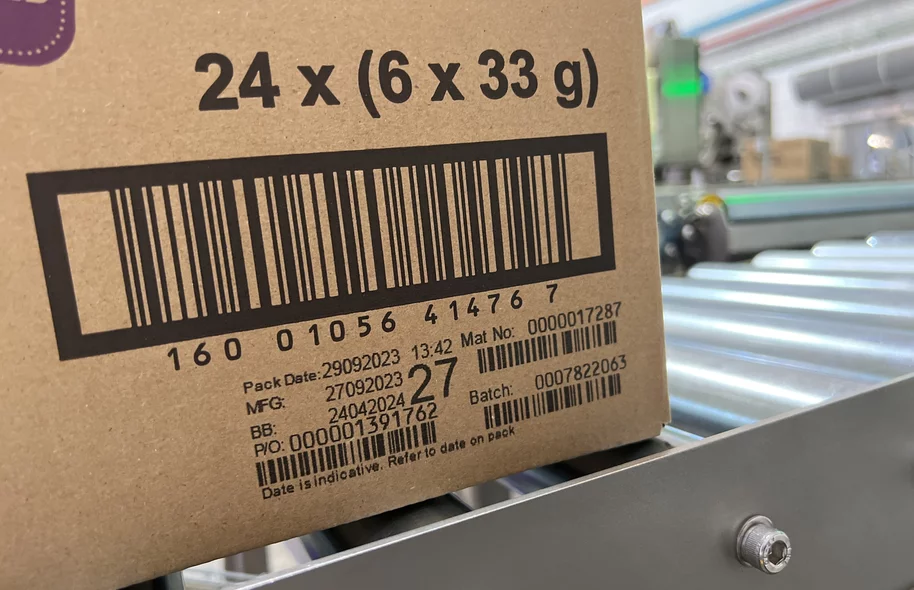 24 x (6 x 33 g)
160 01056 41476 7
Pack Date:29092023 13:42 Mat No: 0000017287
MFG: 27092023 27
BB: 24042024 Batch: 0007822063
P/O: 000001391762
Date is indicative. Refer to date on pack